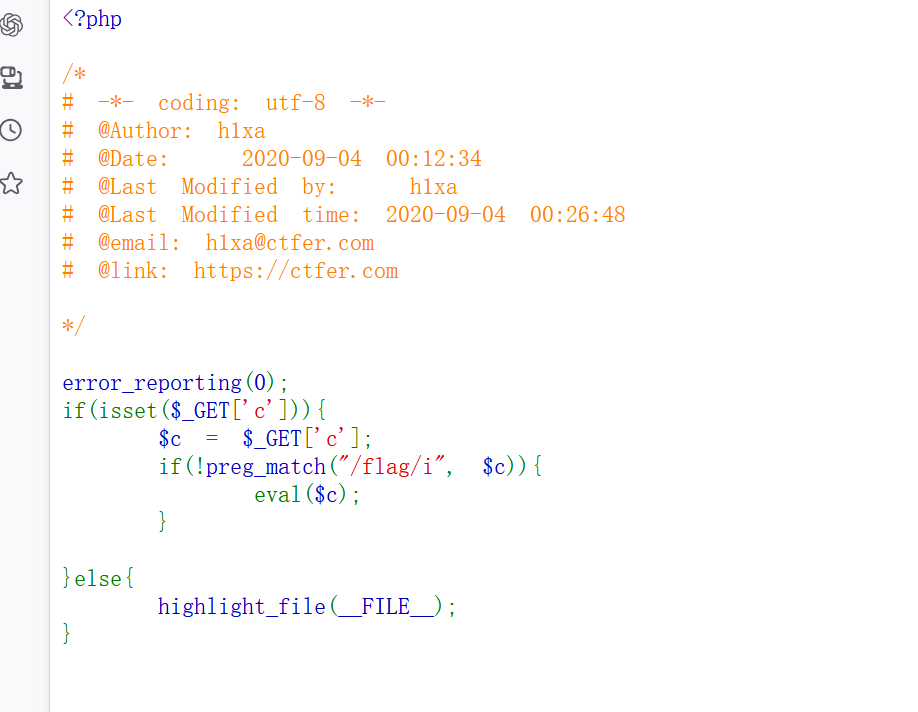 <?php
/*
# -*- coding: utf-8 -*-
# @Author: h1xa
# @Date:   2020-09-04 00:12:34
# @Last Modified by:   h1xa
# @Last Modified time: 2020-09-04 00:26:48
# @email: h1xa@ctfer.com
# @link: https://ctfer.com
*/
error_reporting(0);
if(isset($_GET['c'])){
    $c = $_GET['c'];
    if(!preg_match("/flag/i", $c)){
        eval($c);
    }
}else{
    highlight_file(__FILE__);
}